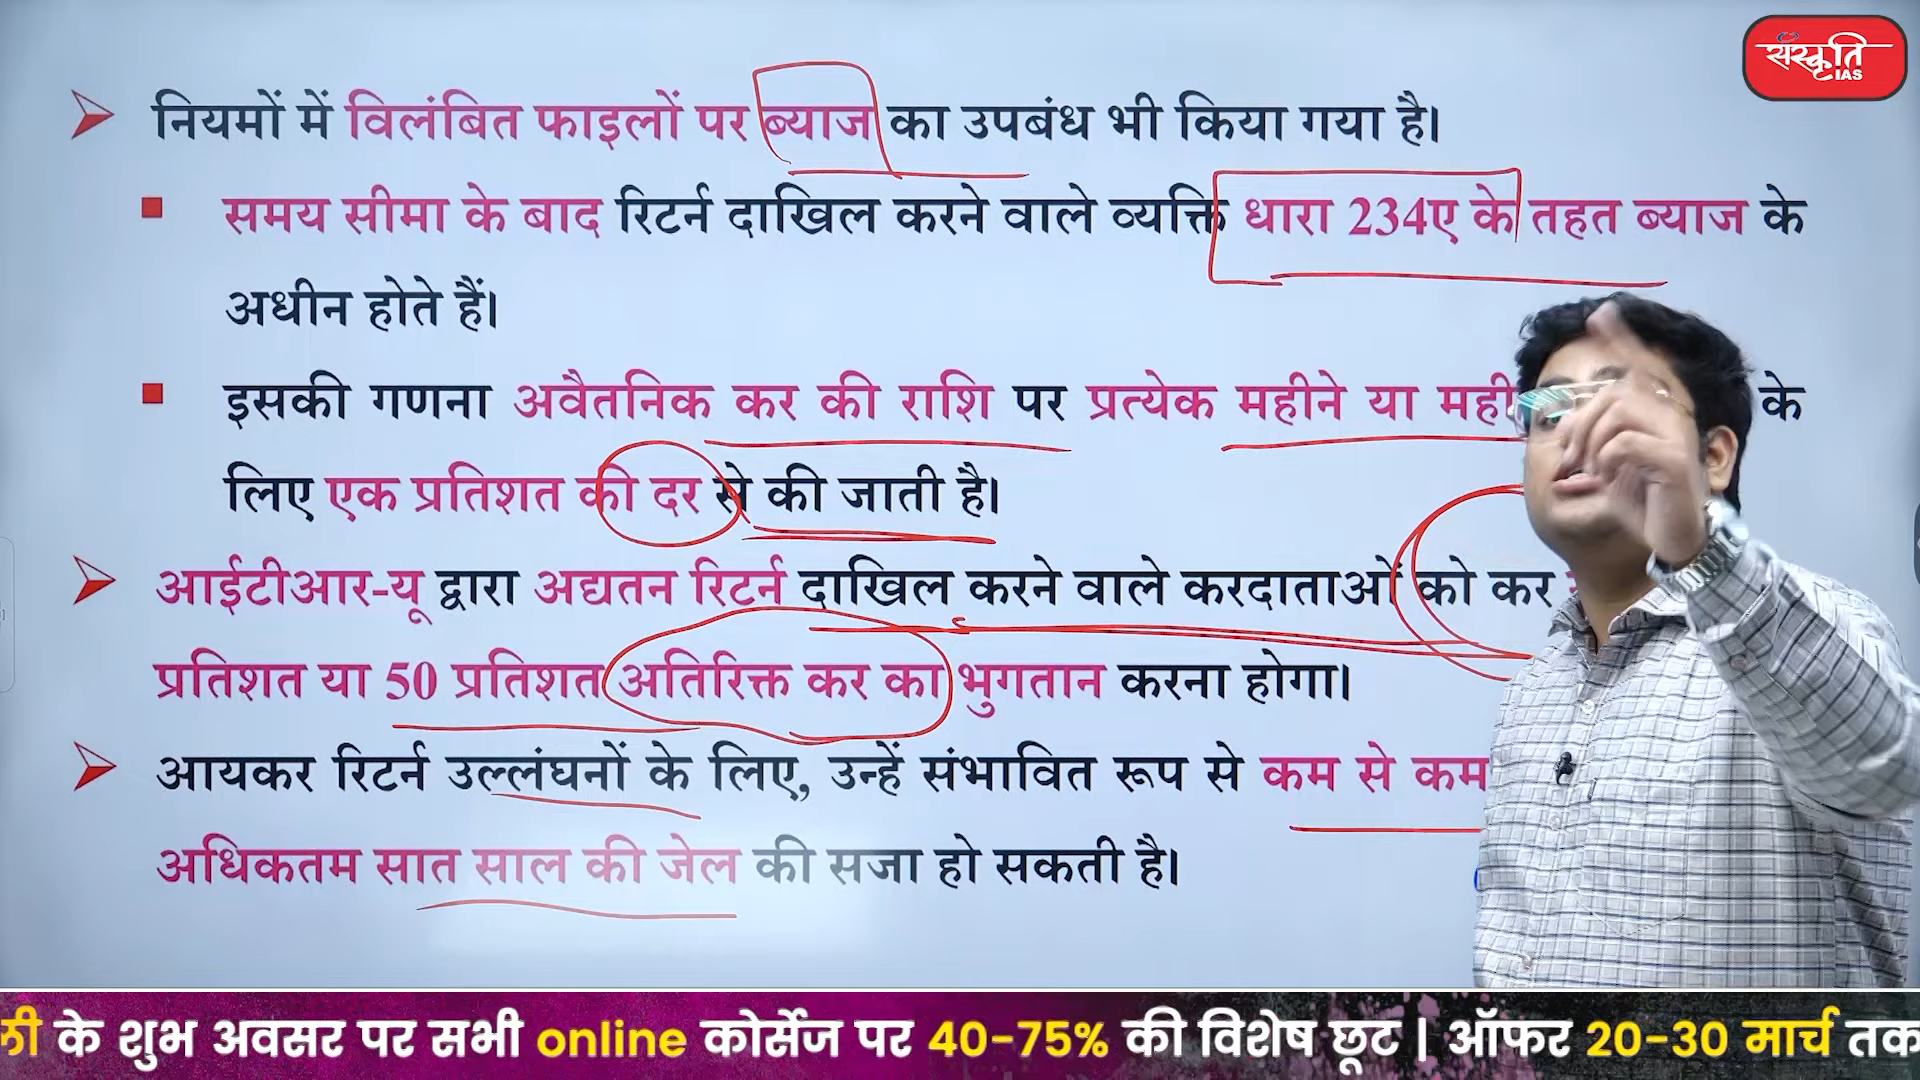 संस्कृति
IAS
नियमों में विलंबित फाइलों पर ब्याज का उपबंध भी किया गया है।
समय सीमा के बाद रिटर्न दाखिल करने वाले व्यक्ति धारा 234ए के तहत ब्याज के
अधीन होते हैं।
इसकी गणना अवैतनिक कर की राशि पर प्रत्येक महीने या के
लिए एक प्रतिशत की दर से की जाती है।
आईटीआर-यू द्वारा अद्यतन रिटर्न दाखिल करने वाले करदाताओं को कर
प्रतिशत या 50 प्रतिशत अतिरिक्त कर का भुगतान करना होगा।
आयकर रिटर्न उल्लंघनों के लिए, उन्हें संभावित रूप से कम से कम
अधिकतम सात साल की जेल की सजा हो सकती है।
के शुभ अवसर पर सभी online कोर्सेज पर 40-75% की विशेष छूट | ऑफर 20-30 मार्च तक